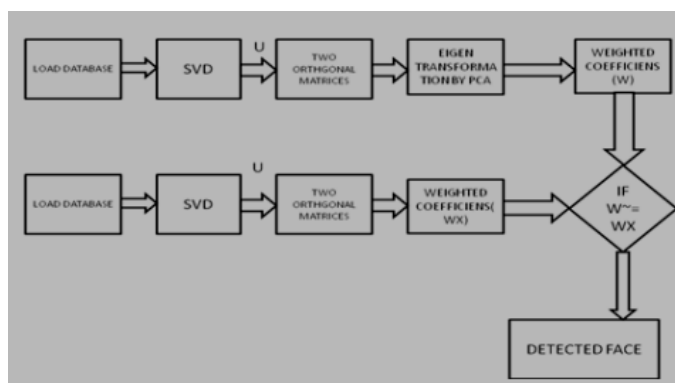 U
LOAD DATABASE
SVD
TWO
ORTHGONAL
MATRICES
EIGEN
TRANSFORMA
TION BY PCA
WEIGHTED
COEFFICIENS
(W)
U
LOAD DATABASE
SVD
TWO
ORTHGONAL
MATRICES
WEIGHTED
COEFFICIENS(
WX)
IF
W~=
WX
DETECTED FACE